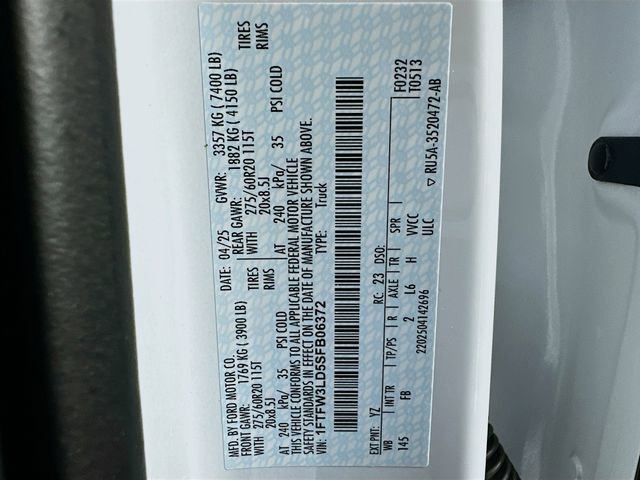 MFD. BY FORD MOTOR CO.
DATE: 04/25 GVWR: 3357 KG ( 7400 LB)
FRONT GAWR: 1769 KG ( 3900 LB) REAR GAWR: 1882 KG ( 4150 LB)
WITH 275/60R20 115T TIRES WITH 275/60R20 115T TIRES
20x8.5J RIMS 20x8.5J RIMS
AT 240 kPa/ 35 PSI COLD AT 240 kPa/ 35 PSI COLD
THIS VEHICLE CONFORMS TO ALL APPLICABLE FEDERAL MOTOR VEHICLE
SAFETY STANDARDS IN EFFECT ON THE DATE OF MANUFACTURE SHOWN ABOVE.
VIN: 1FTFW3LD5SFB06372 TYPE: Truck
F0232
T0513
EXT PNT: YZ RC: 23 DSO:
WB INT TR TP/PS R AXLE TR SPR
145 FB 2 L6 H VVCC
2202504142696 ULC
RU5A-3520472-AB